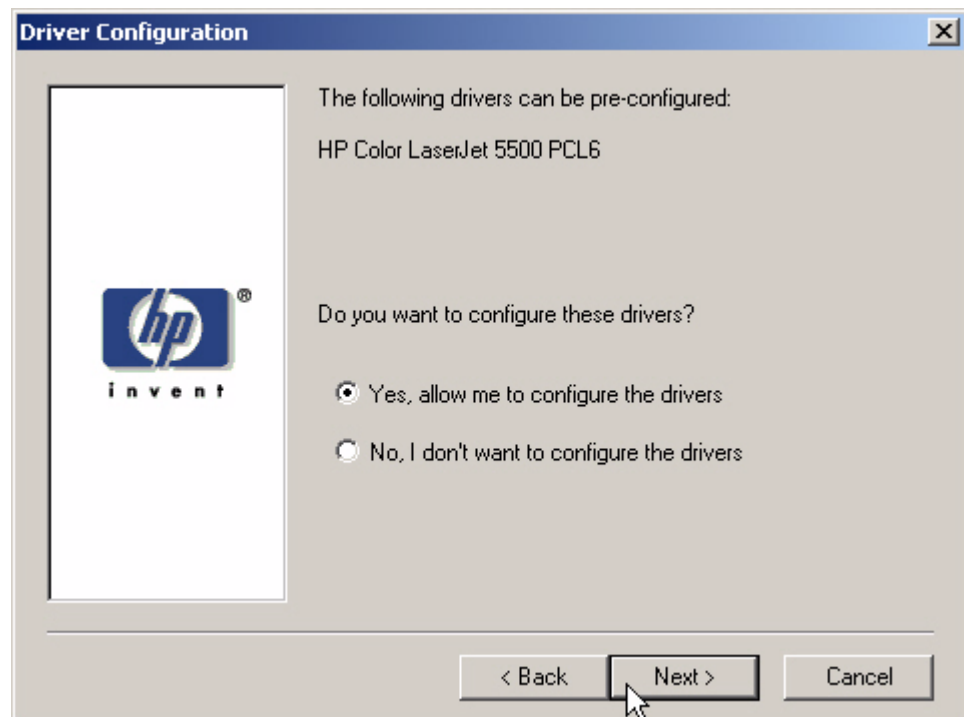 Driver Configuration
The following drivers can be pre-configured:
HP Color LaserJet 5500 PCL6
hp ®
invent
Do you want to configure these drivers?
Yes, allow me to configure the drivers
No, I don't want to configure the drivers
< Back
Next >
Cancel